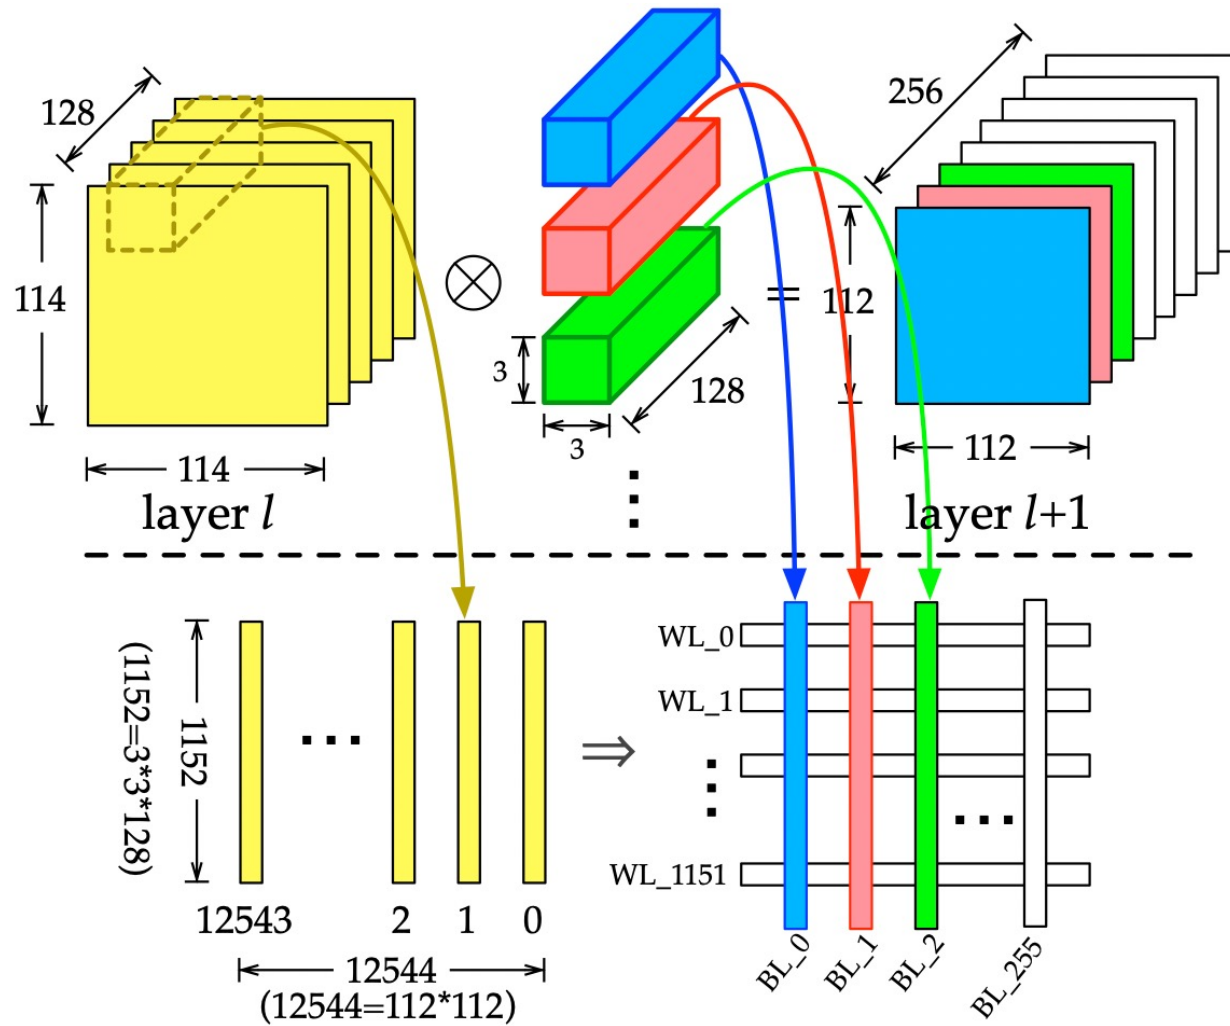 128
256
114
3
128
=
112
3
114
112
layer l
layer l+1
WL_0
(1152=3*3*128)
1152
WL_1
WL_1151
12543
2
1
0
12544
(12544=112*112)
BL_0
BL_1
BL_2
BL_255